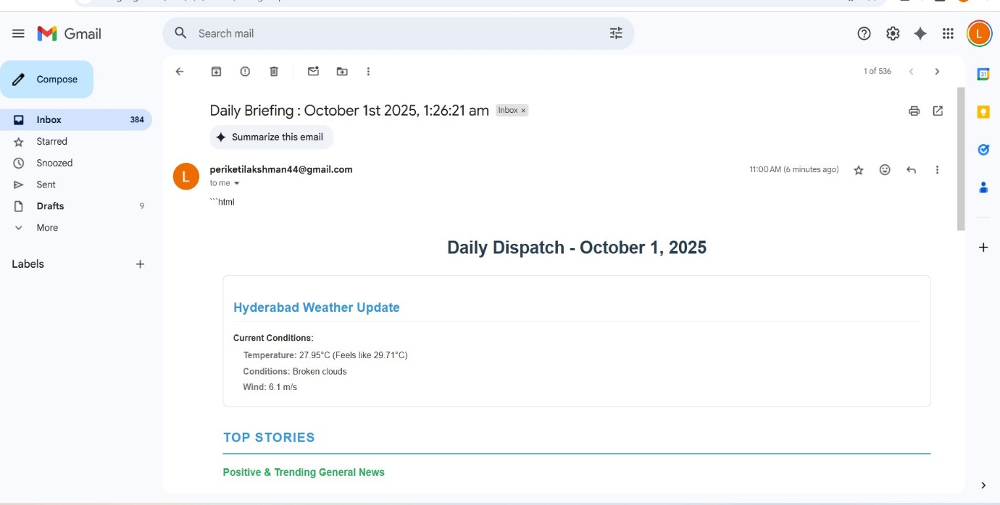 Gmail
Search mail
Compose
1 of 536
Inbox 384
Starred
Snoozed
Sent
Drafts 9
More
Labels
Daily Briefing : October 1st 2025, 1:26:21 am Inbox ×
Summarize this email
L
L
31
periketilakshman44@gmail.com 11:00 AM (6 minutes ago)
to me
```html
Daily Dispatch - October 1, 2025
Hyderabad Weather Update
Current Conditions:
Temperature: 27.95°C (Feels like 29.71°C)
Conditions: Broken clouds
Wind: 6.1 m/s
TOP STORIES
Positive & Trending General News